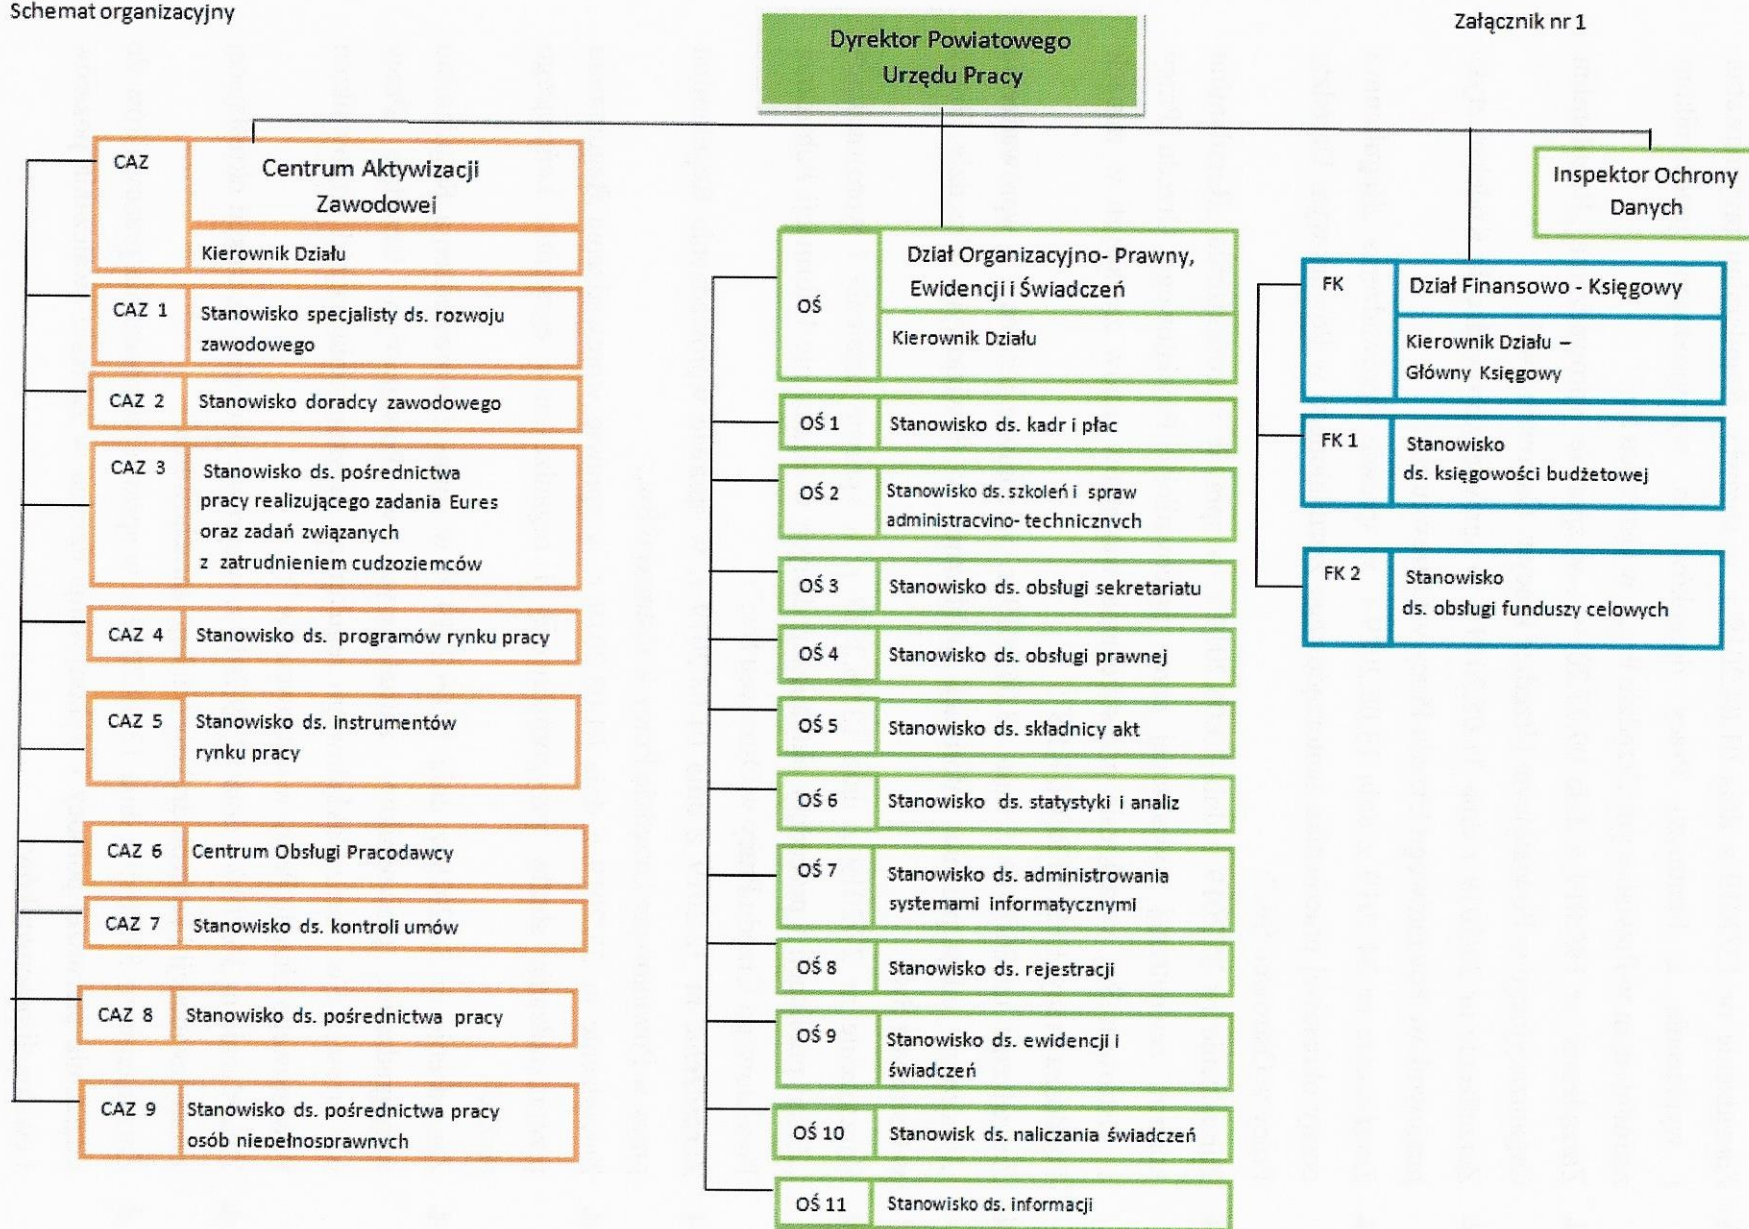 Schemat organizacyjny
Załącznik nr 1
Dyrektor Powiatowego
Urzędu Pracy
CAZ
Centrum Aktywizacji
Zawodowej
Kierownik Działu
CAZ 1
Stanowisko specjalisty ds. rozwoju
zawodowego
CAZ 2
Stanowisko doradcy zawodowego
CAZ 3
Stanowisko ds. pośrednictwa
pracy realizującego zadania Eures
oraz zadań związanych
z zatrudnieniem cudzoziemców
CAZ 4
Stanowisko ds. programów rynku pracy
CAZ 5
Stanowisko ds. instrumentów
rynku pracy
CAZ 6
Centrum Obsługi Pracodawcy
CAZ 7
Stanowisko ds. kontroli umów
CAZ 8
Stanowisko ds. pośrednictwa pracy
CAZ 9
Stanowisko ds. pośrednictwa pracy
osób niepełnosprawnych
OŚ
Dział Organizacyjno- Prawny,
Ewidencji i Świadczeń
Kierownik Działu
OŚ 1
Stanowisko ds. kadr i płac
OŚ 2
Stanowisko ds. szkoleń i spraw
administracyjno- technicznych
OŚ 3
Stanowisko ds. obsługi sekretariatu
OŚ 4
Stanowisko ds. obsługi prawnej
OŚ 5
Stanowisko ds. składnicy akt
OŚ 6
Stanowisko ds. statystyki i analiz
OŚ 7
Stanowisko ds. administrowania
systemami informatycznymi
OŚ 8
Stanowisko ds. rejestracji
OŚ 9
Stanowisko ds. ewidencji i
świadczeń
OŚ 10
Stanowisk ds. naliczania świadczeń
OŚ 11
Stanowisko ds. informacji
Inspektor Ochrony
Danych
FK
Dział Finansowo - Księgowy
Kierownik Działu –
Główny Księgowy
FK 1
Stanowisko
ds. księgowości budżetowej
FK 2
Stanowisko
ds. obsługi funduszy celowych